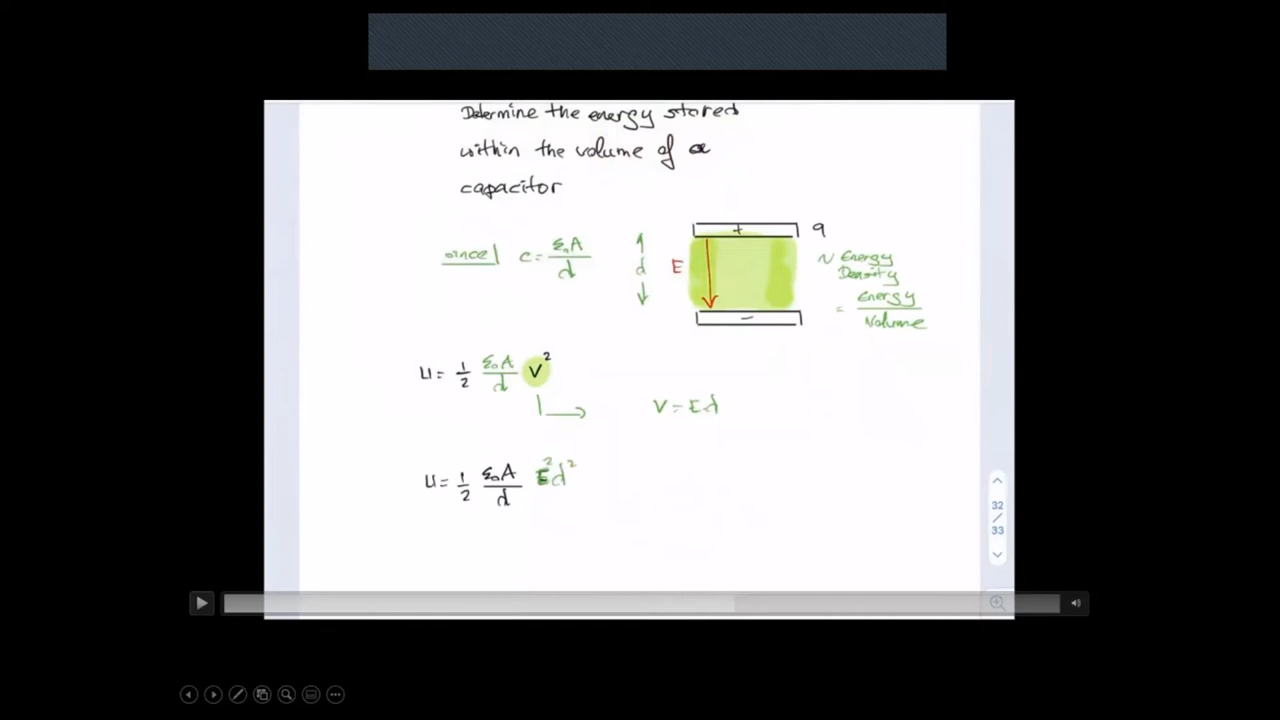 Determine the energy stored
within the volume of a
capacitor
since C = ε₀A/d
d
E
+
q
−
~ Energy
Density
= Energy/Volume
U = 1/2 ε₀A/d V²
V = Ed
U = 1/2 ε₀A/d E²d²
32
/
33